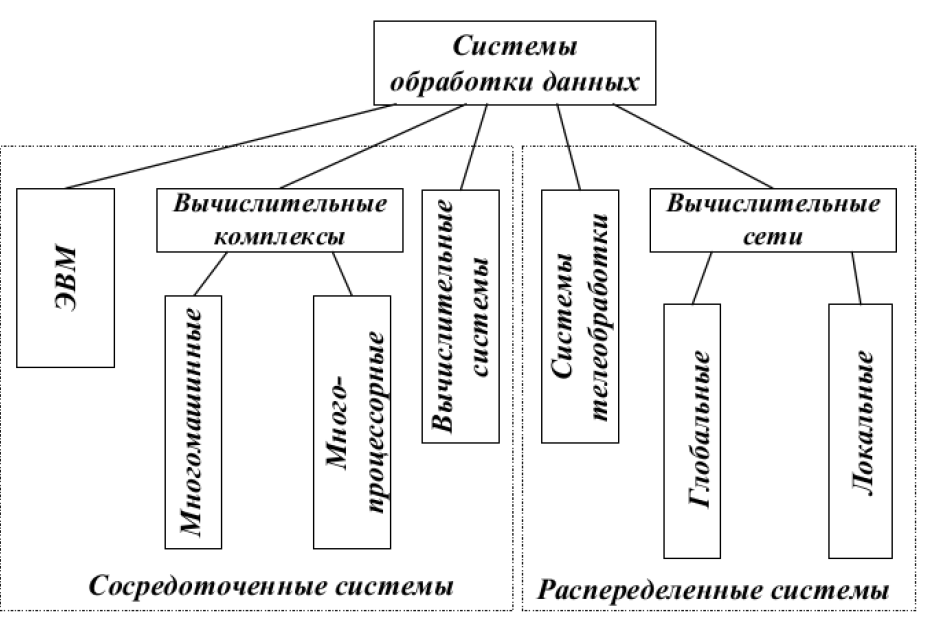 Системы
обработки данных
ЭВМ
Вычислительные
комплексы
Вычислительные
системы
Системы
телеобработки
Вычислительные
сети
Многомашинные
Много-
процессорные
Глобальные
Локальные
Сосредоточенные системы
Распеределенные системы